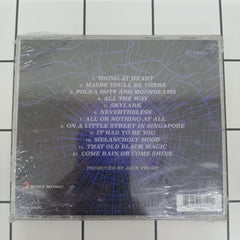 STEREO
1. YOUNG AT HEART
2. MAYBE YOU'LL BE THERE
3. POLKA DOTS AND MOONBEAMS
4. ALL THE WAY
5. SKYLARK
6. NEVERTHELESS
7. ALL OR NOTHING AT ALL
8. ON A LITTLE STREET IN SINGAPORE
9. IT HAD TO BE YOU
10. MELANCHOLY MOOD
11. THAT OLD BLACK MAGIC
12. COME RAIN OR COME SHINE
PRODUCED BY JACK FROST
SONY MUSIC